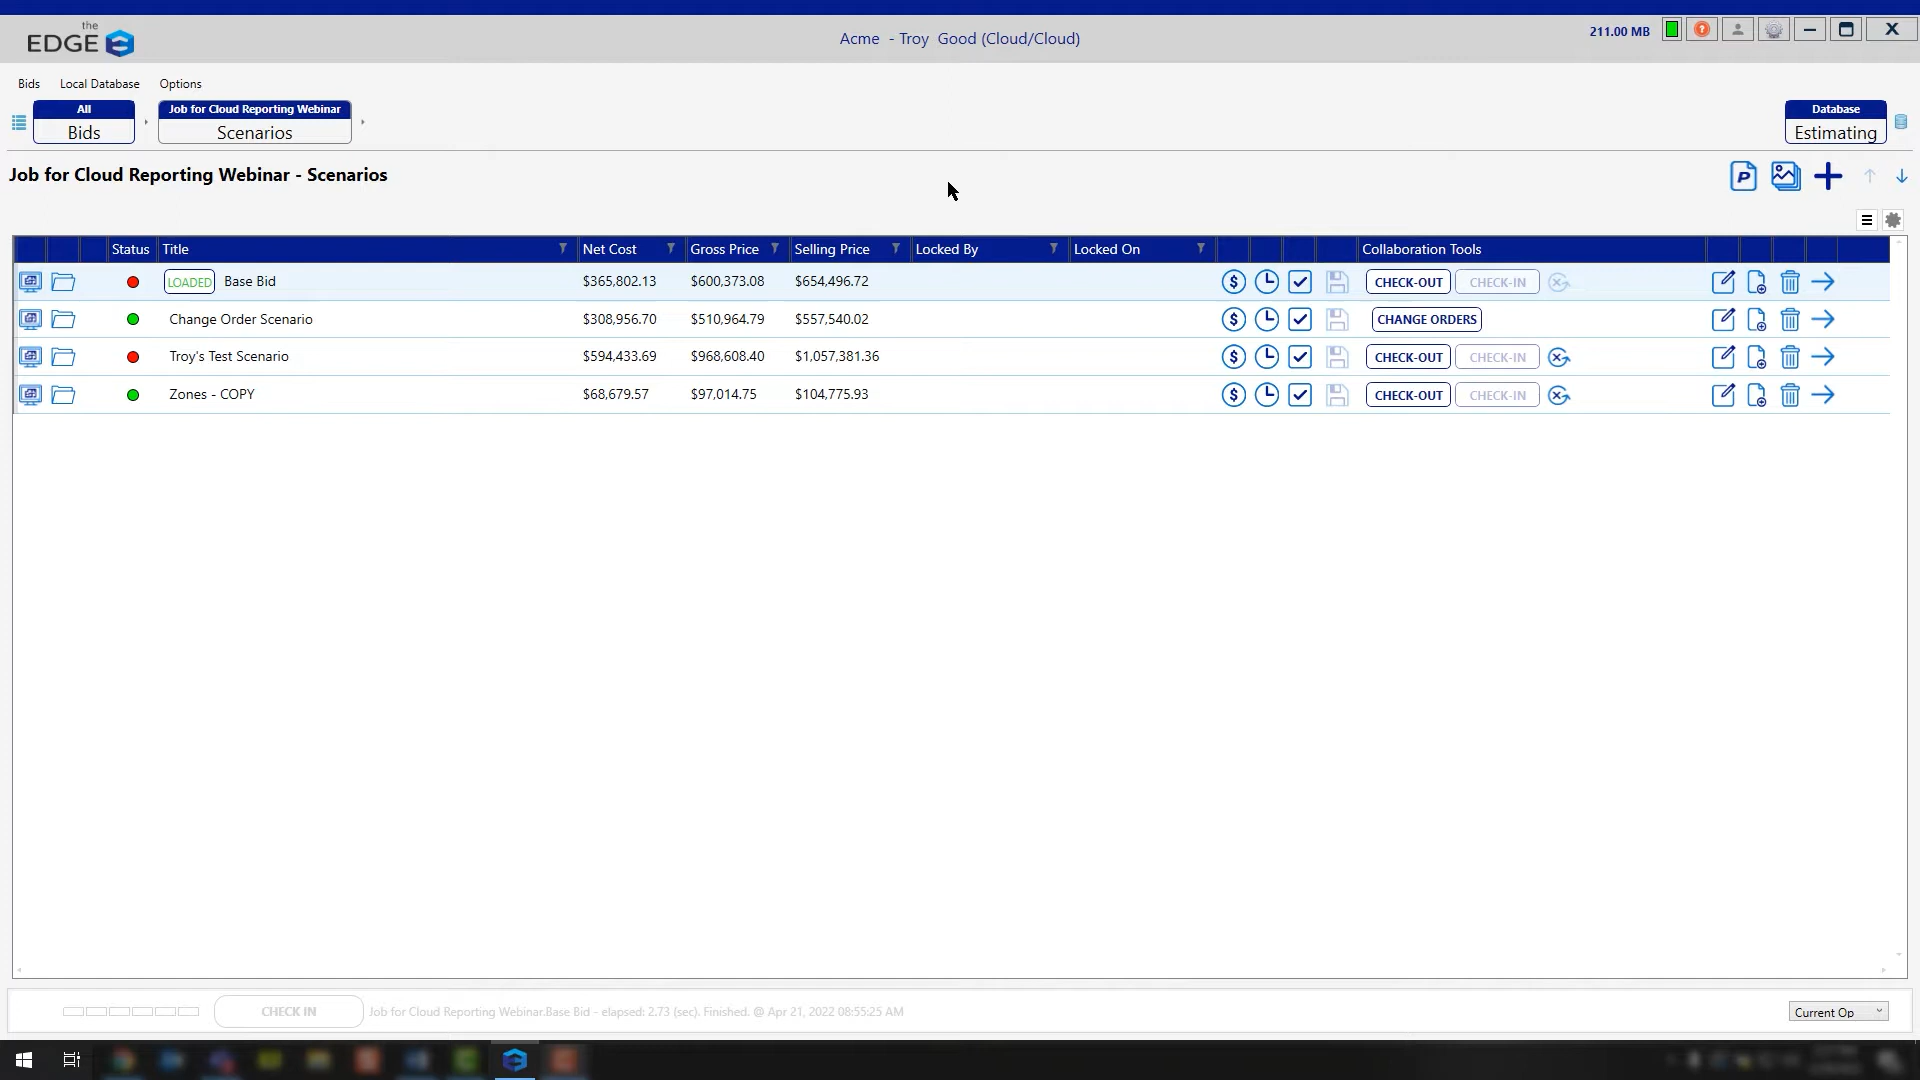 the
EDGE
Acme - Troy Good (Cloud/Cloud)
211.00 MB
Bids Local Database Options
All
Bids
Job for Cloud Reporting Webinar
Scenarios
Database
Estimating
Job for Cloud Reporting Webinar - Scenarios
Status Title Net Cost Gross Price Selling Price Locked By Locked On Collaboration Tools
LOADED Base Bid $365,802.13 $600,373.08 $654,496.72 CHECK-OUT CHECK-IN
Change Order Scenario $308,956.70 $510,964.79 $557,540.02 CHANGE ORDERS
Troy's Test Scenario $594,433.69 $968,608.40 $1,057,381.36 CHECK-OUT CHECK-IN
Zones - COPY $68,679.57 $97,014.75 $104,775.93 CHECK-OUT CHECK-IN
CHECK IN Job for Cloud Reporting Webinar.Base Bid - elapsed: 2.73 (sec). Finished. @ Apr 21, 2022 08:55:25 AM
Current Op